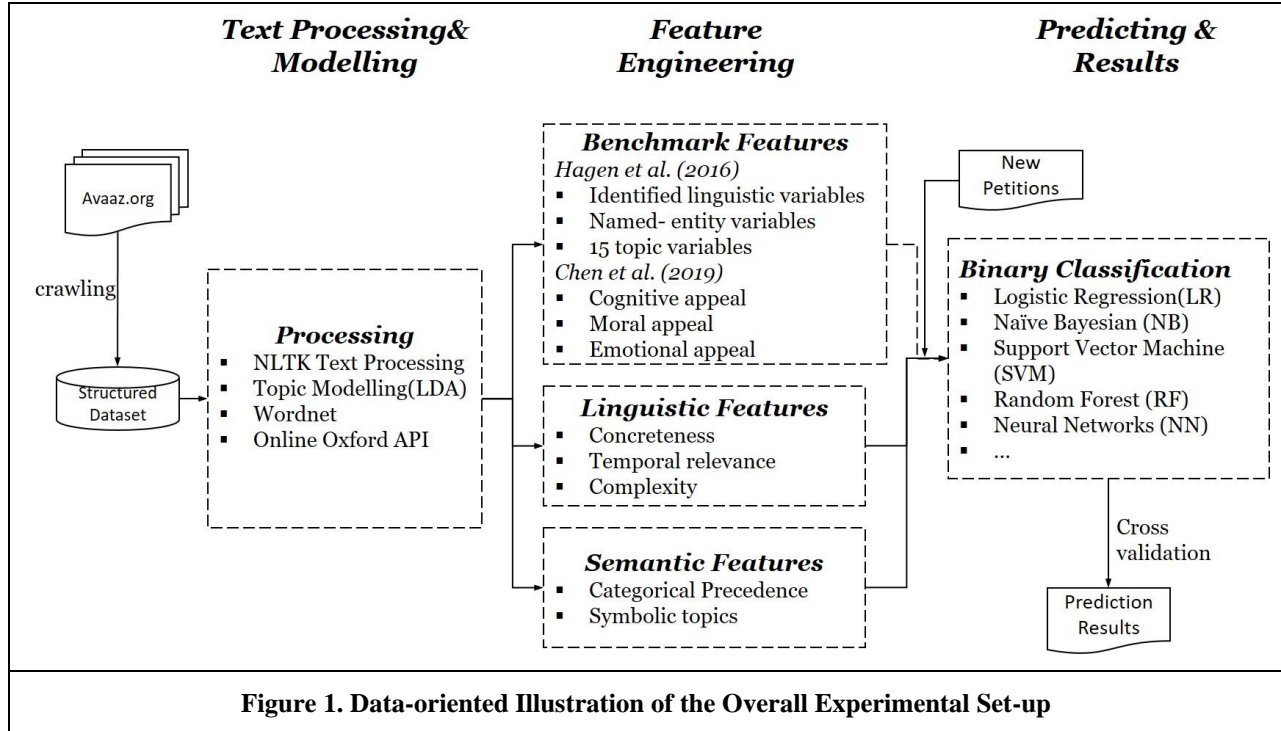 Text Processing&
Modelling
Feature
Engineering
Predicting &
Results
Avaaz.org
crawling
Structured
Dataset
Processing
▪ NLTK Text Processing
▪ Topic Modelling(LDA)
▪ Wordnet
▪ Online Oxford API
Benchmark Features
Hagen et al. (2016)
▪ Identified linguistic variables
▪ Named- entity variables
▪ 15 topic variables
Chen et al. (2019)
▪ Cognitive appeal
▪ Moral appeal
▪ Emotional appeal
Linguistic Features
▪ Concreteness
▪ Temporal relevance
▪ Complexity
Semantic Features
▪ Categorical Precedence
▪ Symbolic topics
New
Petitions
Binary Classification
▪ Logistic Regression(LR)
▪ Naïve Bayesian (NB)
▪ Support Vector Machine
(SVM)
▪ Random Forest (RF)
▪ Neural Networks (NN)
▪ ...
Cross
validation
Prediction
Results
Figure 1. Data-oriented Illustration of the Overall Experimental Set-up